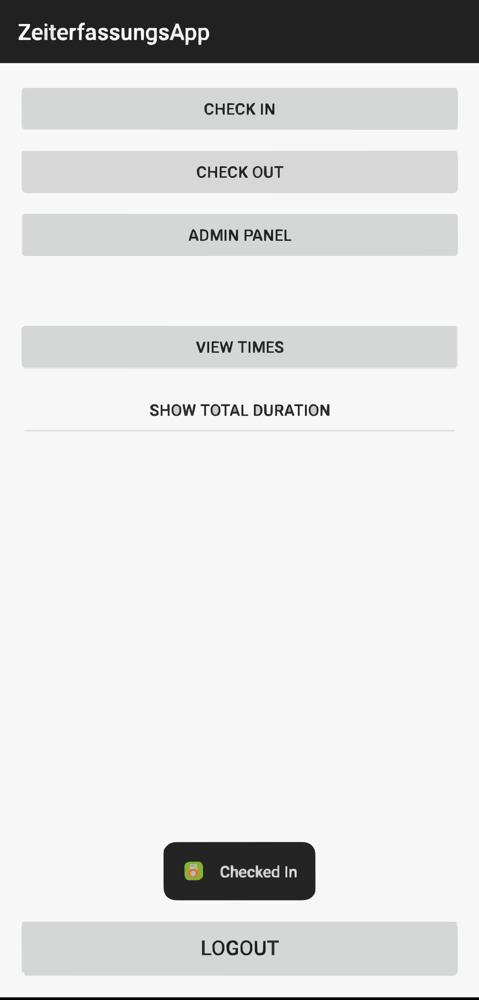 ZeiterfassungsApp
CHECK IN
CHECK OUT
ADMIN PANEL
VIEW TIMES
SHOW TOTAL DURATION
Checked In
LOGOUT